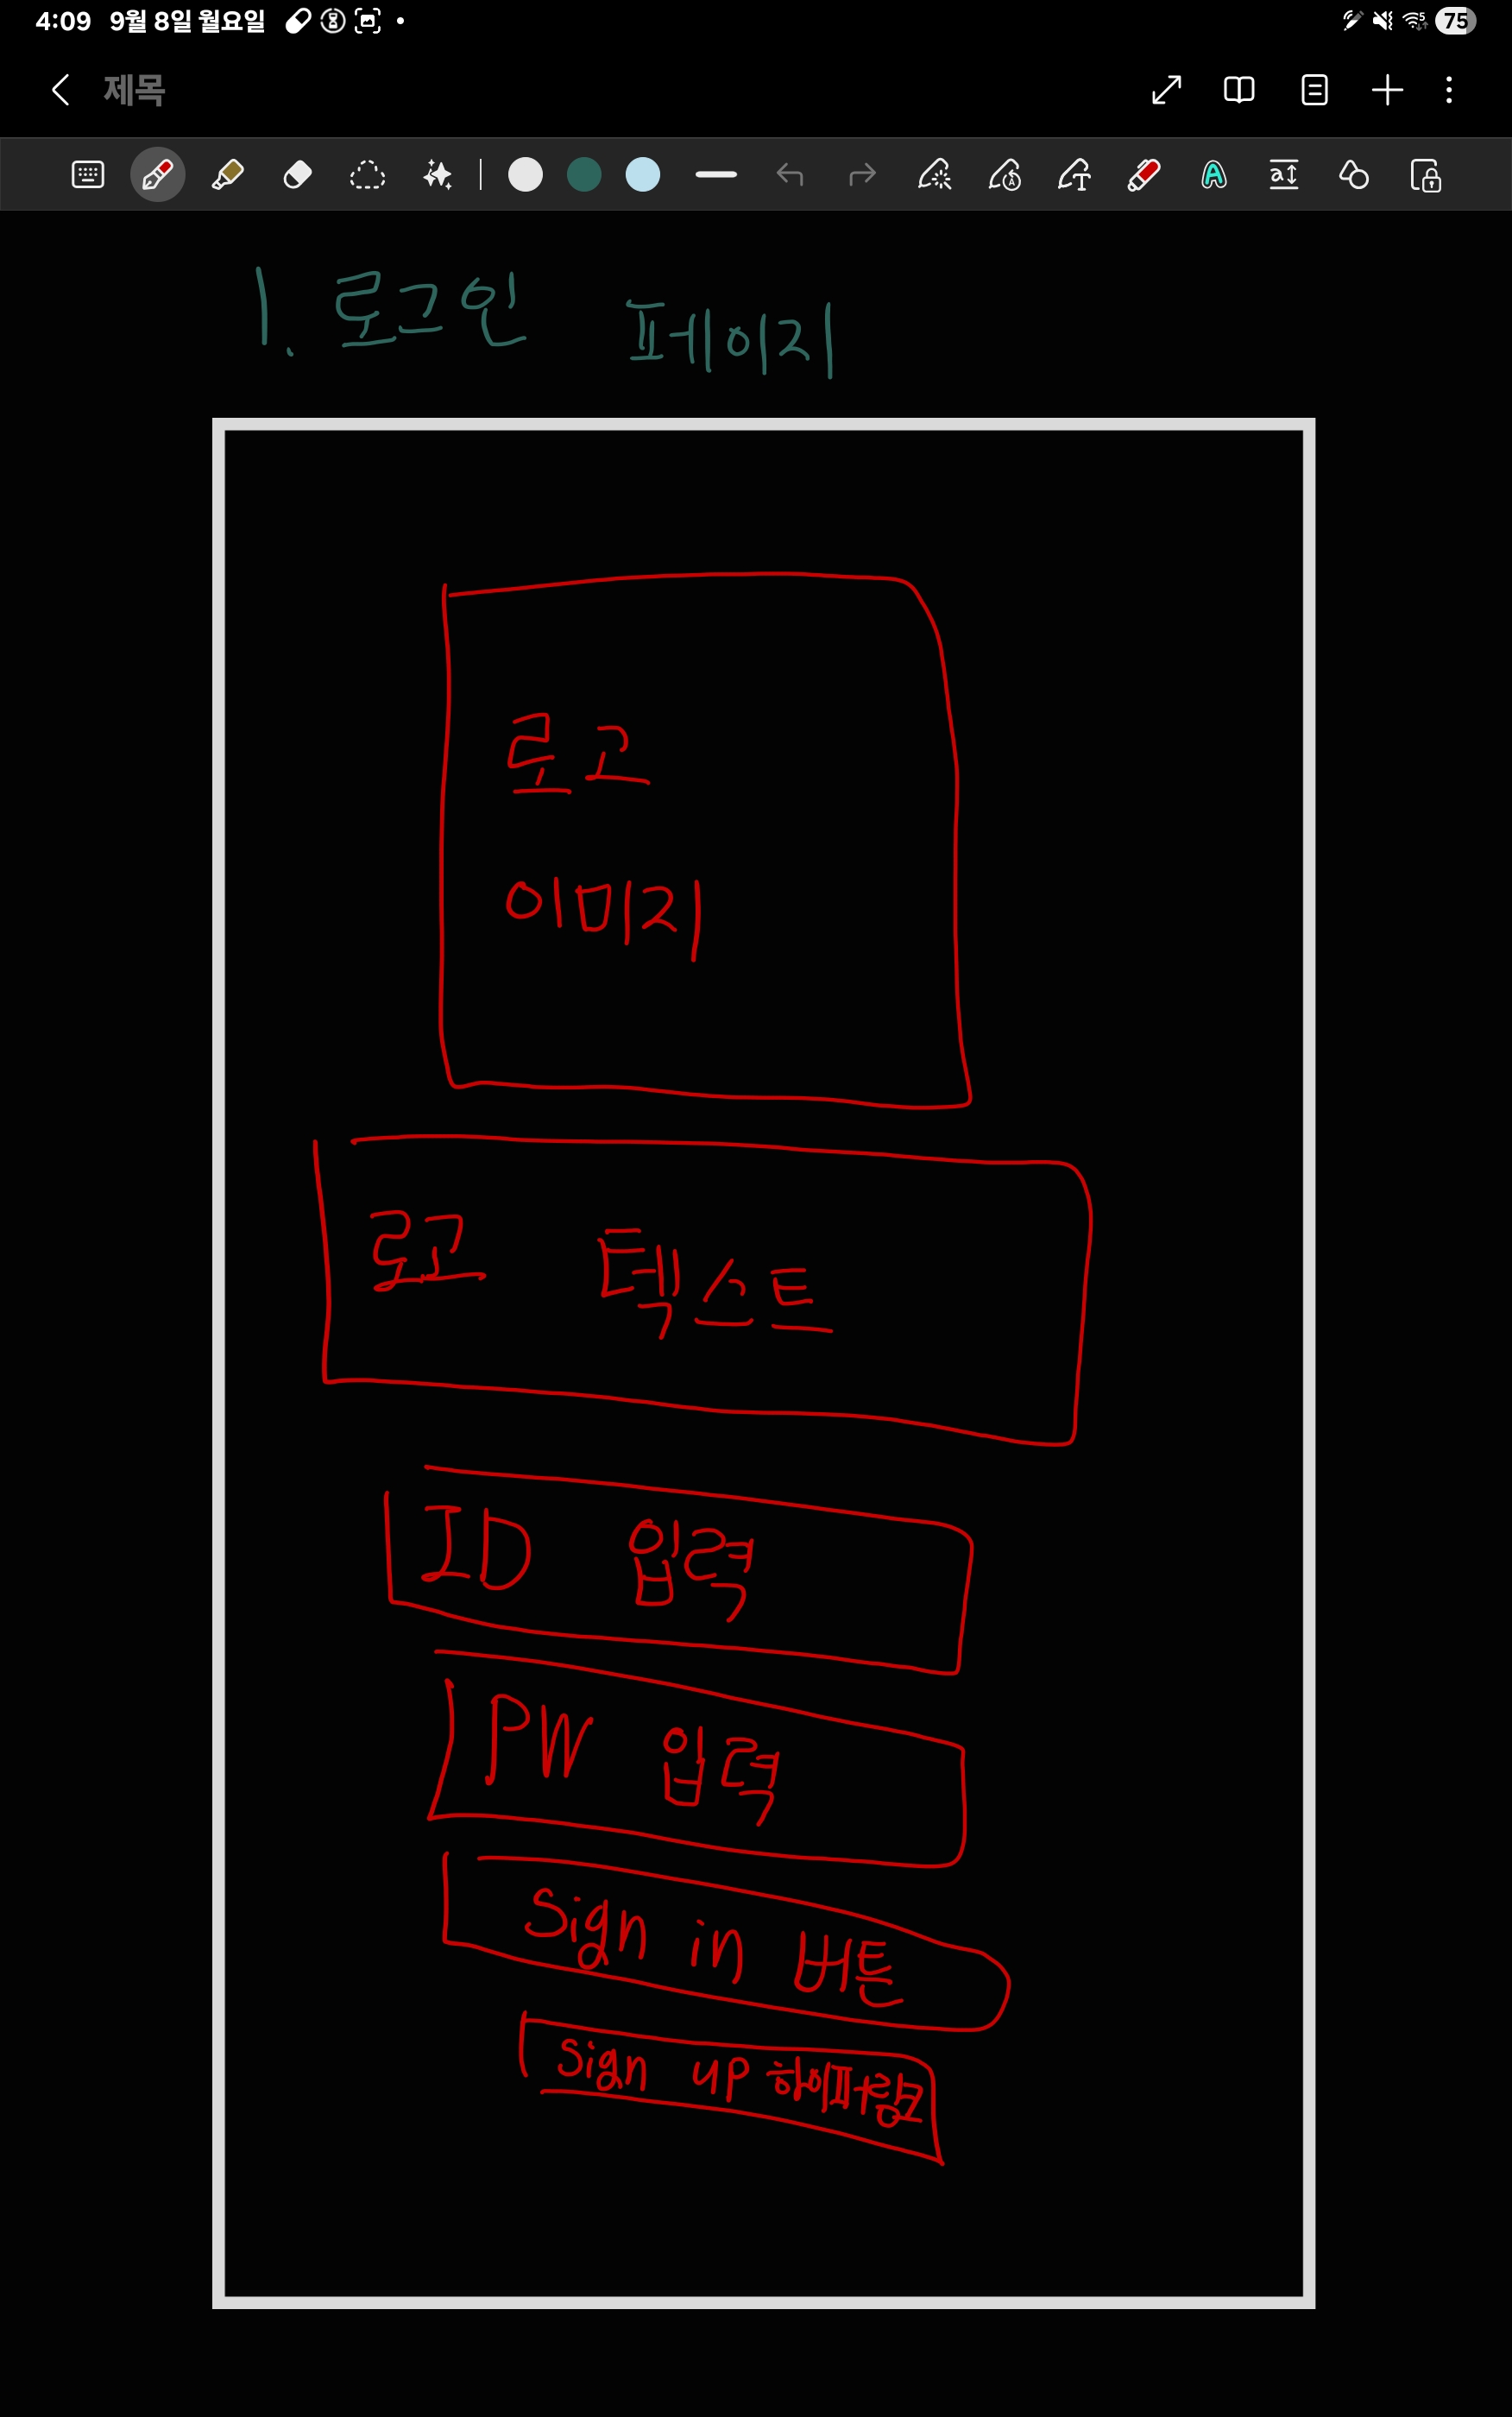 4:09 9월 8일 월요일 75
제목
1. 로그인 페이지
로고
이미지
로고 텍스트
ID 입력
PW 입력
Sign in 버튼
Sign up 하이퍼링크